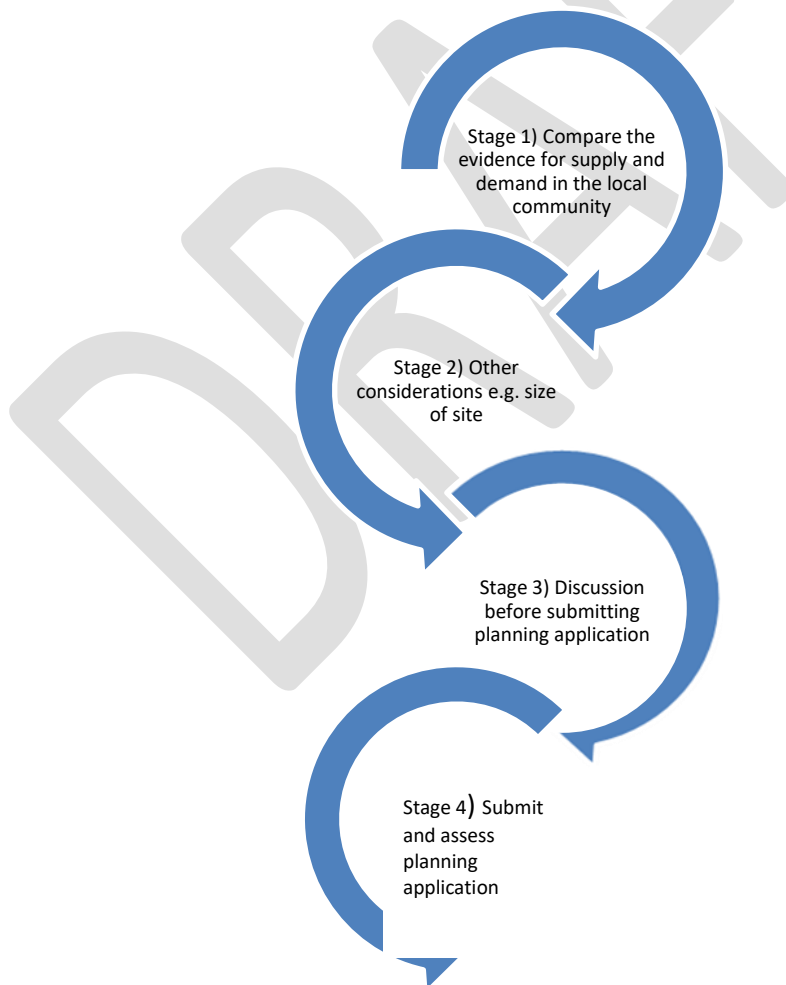 Stage 1) Compare the
evidence for supply and
demand in the local
community
Stage 2) Other
considerations e.g. size
of site
Stage 3) Discussion
before submitting
planning application
Stage 4) Submit
and assess
planning
application
DRAF